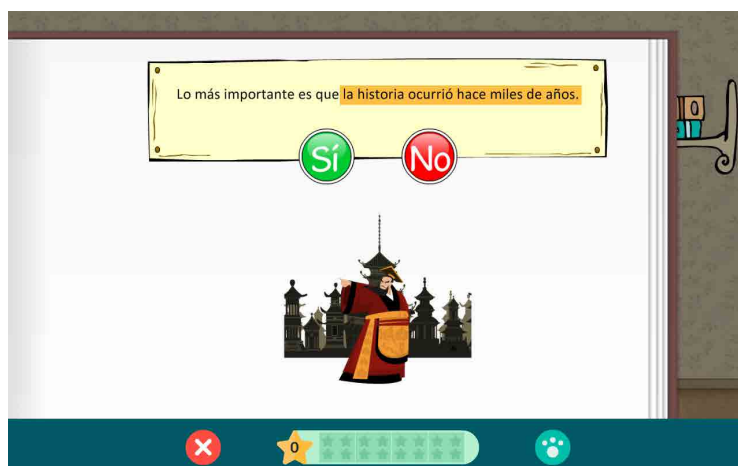 Lo más importante es que la historia ocurrió hace miles de años.
Sí No
0